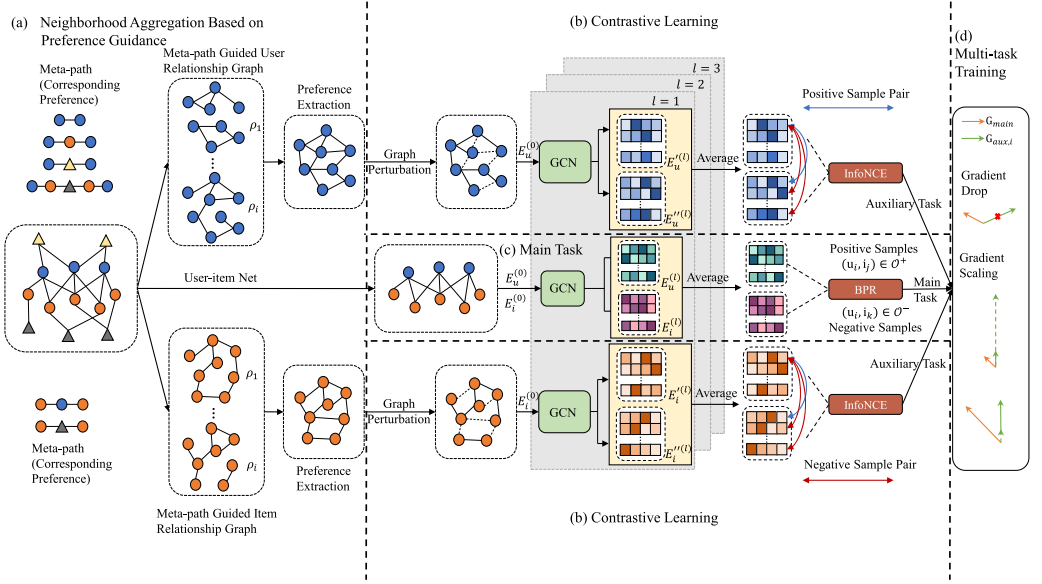 (a) Neighborhood Aggregation Based on
Preference Guidance
Meta-path
(Corresponding
Preference)
Meta-path Guided User
Relationship Graph
ρ₁
⋮
ρᵢ
Preference
Extraction
User-item Net
ρ₁
⋮
ρᵢ
Meta-path
(Corresponding
Preference)
Meta-path Guided Item
Relationship Graph
Preference
Extraction
(b) Contrastive Learning
l = 3
l = 2
l = 1
Graph
Perturbation
E_u^{(0)}
GCN
E_u'^{(l)}
E_u''^{(l)}
Average
Positive Sample Pair
InfoNCE
Auxiliary Task
(c) Main Task
E_u^{(0)}
E_i^{(0)}
GCN
E_u^{(l)}
E_i^{(l)}
Average
Positive Samples
(u_i, i_j) ∈ 𝒪⁺
BPR
Main
Task
(u_i, i_k) ∈ 𝒪⁻
Negative Samples
Graph
Perturbation
E_i^{(0)}
GCN
E_i'^{(l)}
E_i''^{(l)}
Average
Auxiliary Task
InfoNCE
Negative Sample Pair
(b) Contrastive Learning
(d)
Multi-task
Training
G_{main}
G_{aux,i}
Gradient
Drop
Gradient
Scaling